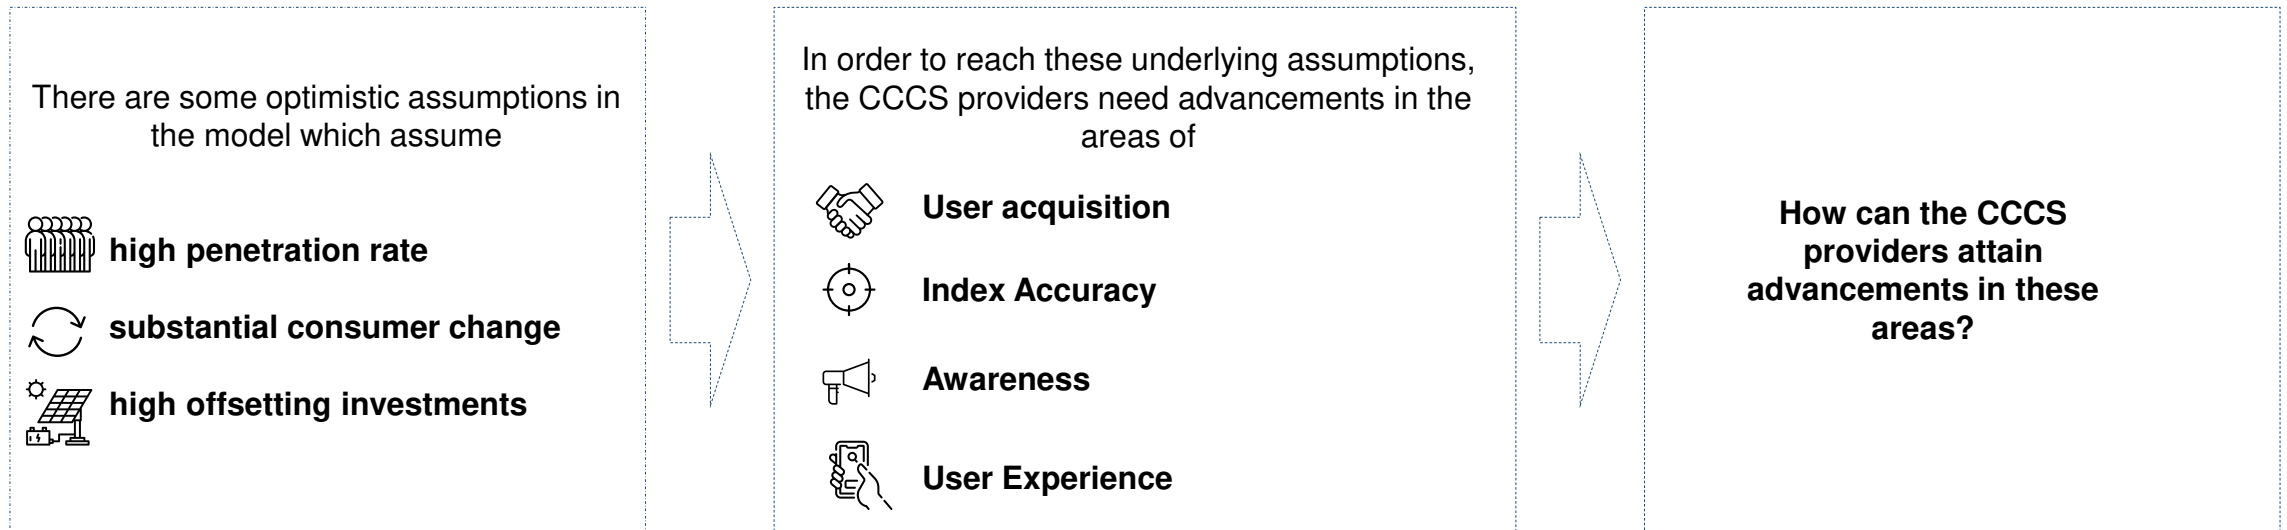 There are some optimistic assumptions in
the model which assume
high penetration rate
substantial consumer change
high offsetting investments
In order to reach these underlying assumptions,
the CCCS providers need advancements in the
areas of
User acquisition
Index Accuracy
Awareness
User Experience
How can the CCCS
providers attain
advancements in these
areas?